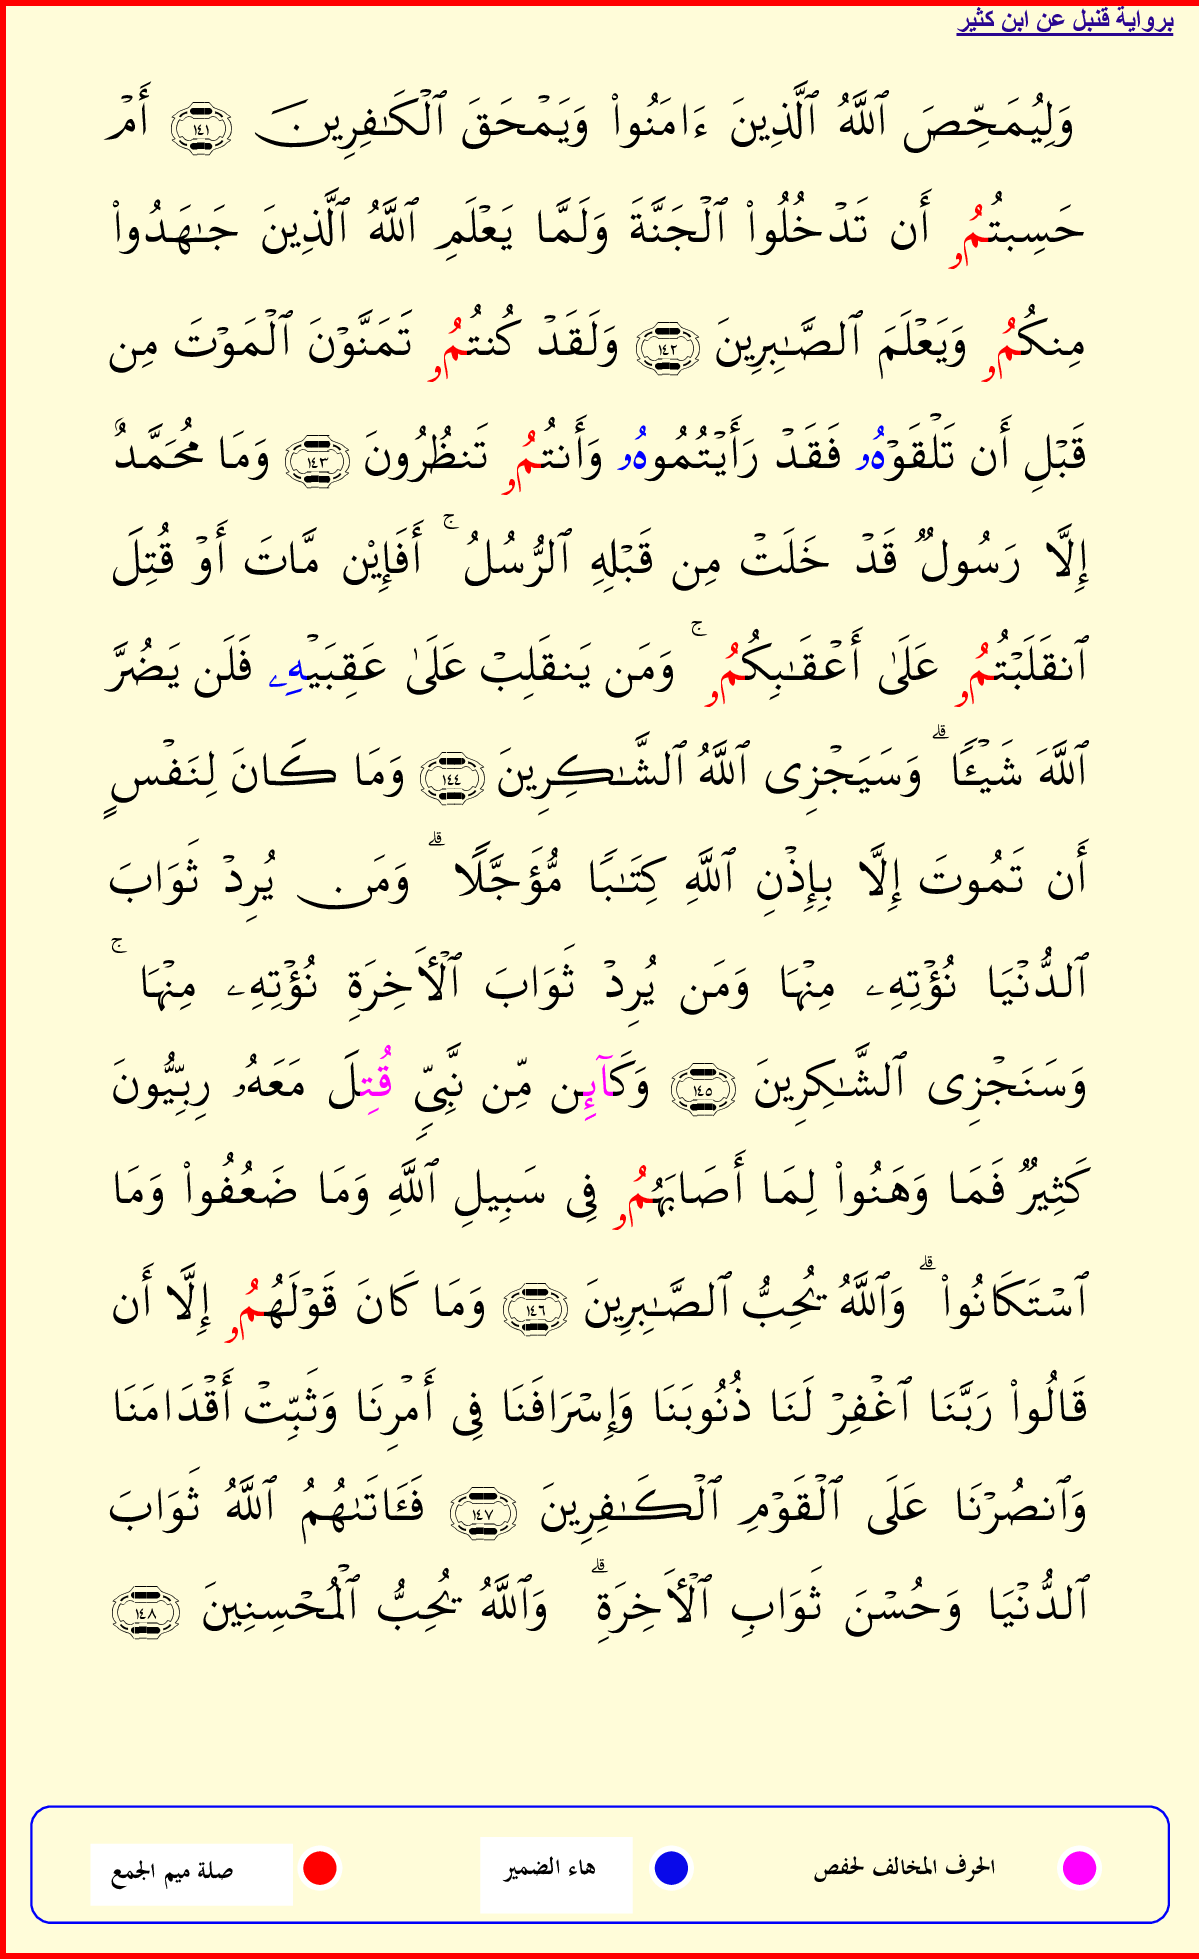 برواية قنبل عن ابن كثير
وَلِيُمَحِّصَ ٱللَّهُ ٱلَّذِينَ ءَامَنُوا۟ وَيَمْحَقَ ٱلْكَـٰفِرِينَ ١٤١ أَمْ
حَسِبتُمُۥ أَن تَدْخُلُوا۟ ٱلْجَنَّةَ وَلَمَّا يَعْلَمِ ٱللَّهُ ٱلَّذِينَ جَـٰهَدُوا۟
مِنكُمُۥ وَيَعْلَمَ ٱلصَّـٰبِرِينَ ١٤٢ وَلَقَدْ كُنتُمُۥ تَمَنَّوْنَ ٱلْمَوْتَ مِن
قَبْلِ أَن تَلْقَوْهُۥ فَقَدْ رَأَيْتُمُوهُۥ وَأَنتُمُۥ تَنظُرُونَ ١٤٣ وَمَا مُحَمَّدٌ
إِلَّا رَسُولٌ قَدْ خَلَتْ مِن قَبْلِهِ ٱلرُّسُلُ ۚ أَفَإِيْن مَّاتَ أَوْ قُتِلَ
ٱنقَلَبْتُمُۥ عَلَىٰ أَعْقَـٰبِكُمُۥ ۚ وَمَن يَنقَلِبْ عَلَىٰ عَقِبَيْهِۦ فَلَن يَضُرَّ
ٱللَّهَ شَيْـًٔا ۗ وَسَيَجْزِى ٱللَّهُ ٱلشَّـٰكِرِينَ ١٤٤ وَمَا كَانَ لِنَفْسٍ
أَن تَمُوتَ إِلَّا بِإِذْنِ ٱللَّهِ كِتَـٰبًا مُّؤَجَّلًا ۗ وَمَن يُرِدْ ثَوَابَ
ٱلدُّنْيَا نُؤْتِهِۦ مِنْهَا وَمَن يُرِدْ ثَوَابَ ٱلْـَٔاخِرَةِ نُؤْتِهِۦ مِنْهَا ۚ
وَسَنَجْزِى ٱلشَّـٰكِرِينَ ١٤٥ وَكَآئِن مِّن نَّبِىٍّ قُتِلَ مَعَهُۥ رِبِّيُّونَ
كَثِيرٌ فَمَا وَهَنُوا۟ لِمَا أَصَابَهُمُۥ فِى سَبِيلِ ٱللَّهِ وَمَا ضَعُفُوا۟ وَمَا
ٱسْتَكَانُوا۟ ۗ وَٱللَّهُ يُحِبُّ ٱلصَّـٰبِرِينَ ١٤٦ وَمَا كَانَ قَوْلَهُمُۥ إِلَّا أَن
قَالُوا۟ رَبَّنَا ٱغْفِرْ لَنَا ذُنُوبَنَا وَإِسْرَافَنَا فِى أَمْرِنَا وَثَبِّتْ أَقْدَامَنَا
وَٱنصُرْنَا عَلَى ٱلْقَوْمِ ٱلْكَـٰفِرِينَ ١٤٧ فَـَٔاتَىٰهُمُ ٱللَّهُ ثَوَابَ
ٱلدُّنْيَا وَحُسْنَ ثَوَابِ ٱلْـَٔاخِرَةِ ۗ وَٱللَّهُ يُحِبُّ ٱلْمُحْسِنِينَ ١٤٨
الحرف المخالف لحفص هاء الضمير صلة ميم الجمع